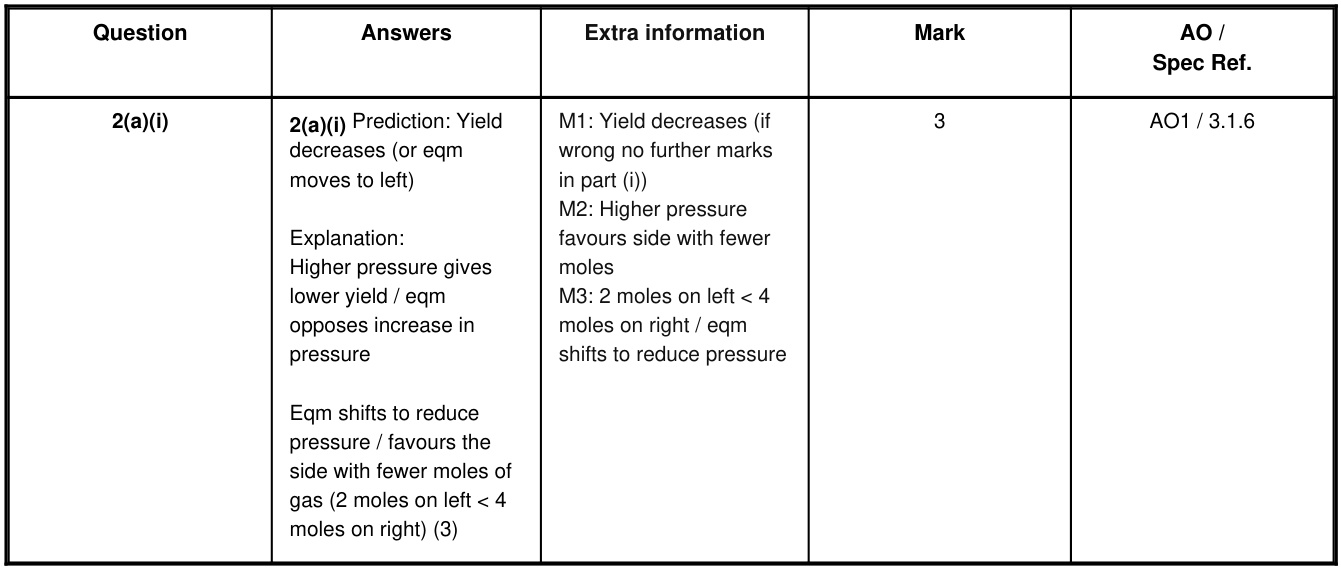 Question
Answers
Extra information
Mark
AO /
Spec Ref.
2(a)(i)
2(a)(i) Prediction: Yield
decreases (or eqm
moves to left)
Explanation:
Higher pressure gives
lower yield / eqm
opposes increase in
pressure
Eqm shifts to reduce
pressure / favours the
side with fewer moles of
gas (2 moles on left < 4
moles on right) (3)
M1: Yield decreases (if
wrong no further marks
in part (i))
M2: Higher pressure
favours side with fewer
moles
M3: 2 moles on left < 4
moles on right / eqm
shifts to reduce pressure
3
AO1 / 3.1.6